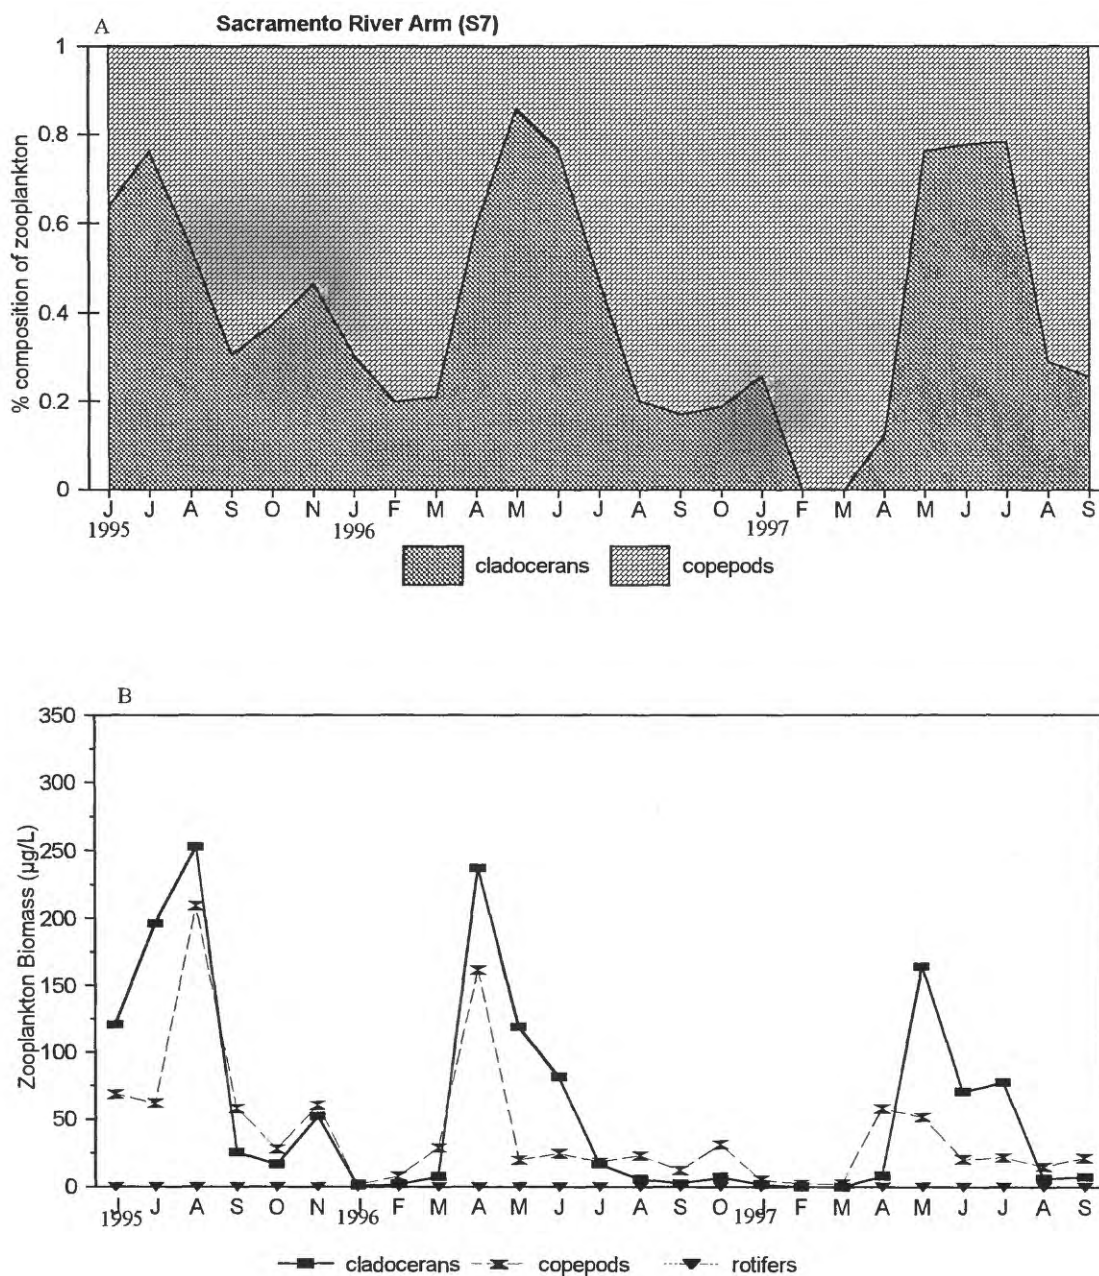 A
Sacramento River Arm (S7)
% composition of zooplankton
1
0.8
0.6
0.4
0.2
0
J J A S O N J F M A M J J A S O J F M A M J J A S
1995 1996 1997
cladocerans copepods
B
Zooplankton Biomass (µg/L)
350
300
250
200
150
100
50
0
J J A S O N J F M A M J J A S O J F M A M J J A S
1995 1996 1997
cladocerans copepods rotifers